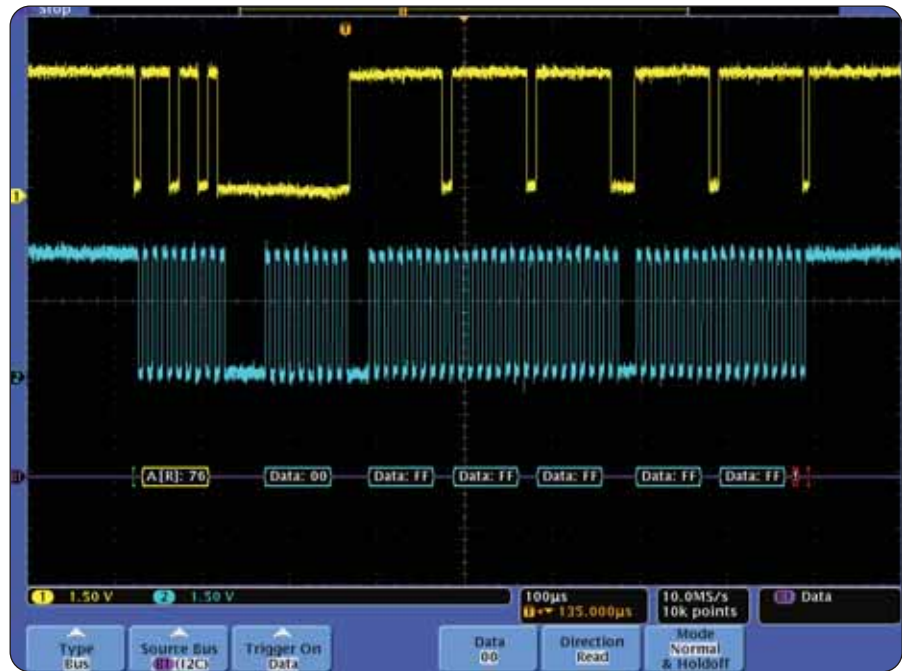 Stop
T
T
1
2
B1
A [R]: 76
Data: 00
Data: FF
Data: FF
Data: FF
Data: FF
Data: FF
!
1 1.50 V
2 1.50 V
100µs
T 135.000µs
10.0MS/s
10k points
B1 Data
Type
Bus
Source Bus
B1 (I2C)
Trigger On
Data
Data
00
Direction
Read
Mode
Normal
& Holdoff